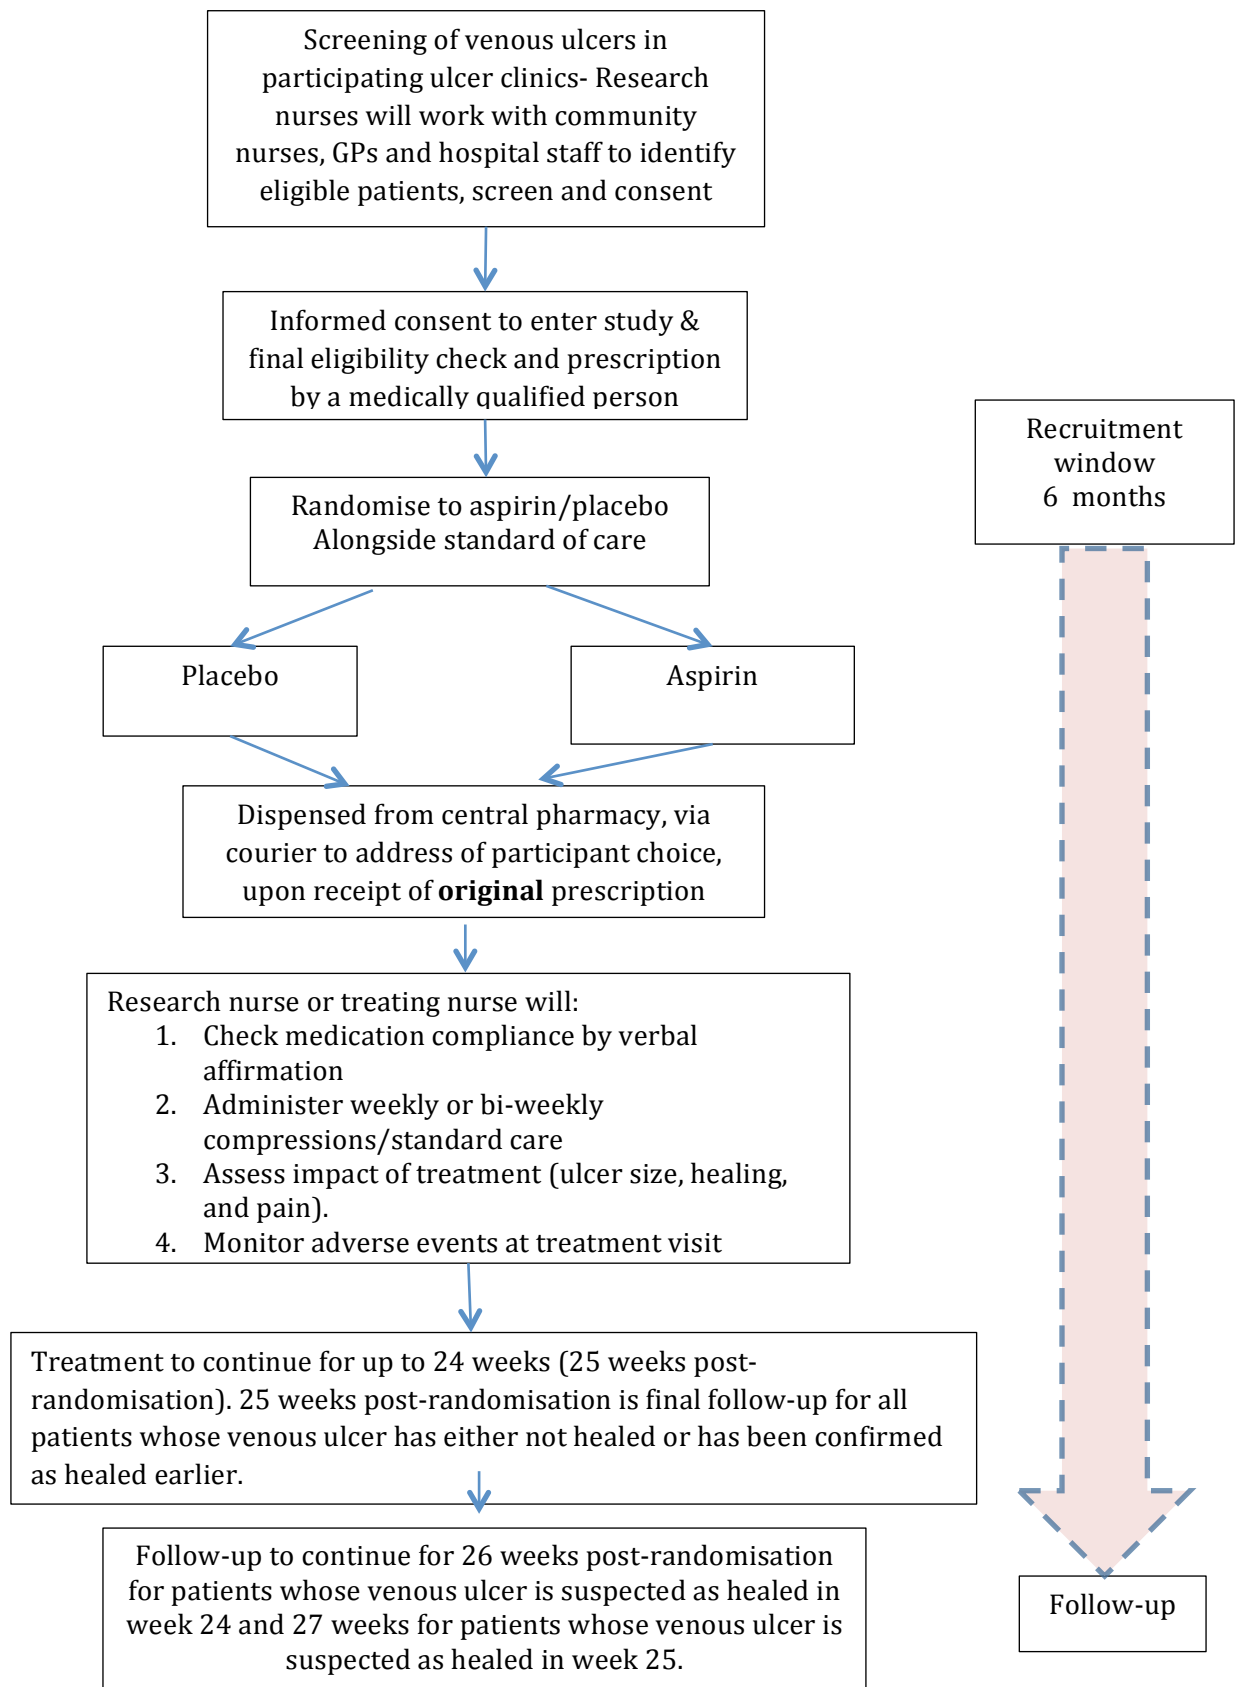 Screening of venous ulcers in
participating ulcer clinics- Research
nurses will work with community
nurses, GPs and hospital staff to identify
eligible patients, screen and consent
Informed consent to enter study &
final eligibility check and prescription
by a medically qualified person
Recruitment
window
6 months
Randomise to aspirin/placebo
Alongside standard of care
Placebo
Aspirin
Dispensed from central pharmacy, via
courier to address of participant choice,
upon receipt of original prescription
Research nurse or treating nurse will:
1. Check medication compliance by verbal
affirmation
2. Administer weekly or bi-weekly
compressions/standard care
3. Assess impact of treatment (ulcer size, healing,
and pain).
4. Monitor adverse events at treatment visit
Treatment to continue for up to 24 weeks (25 weeks post-
randomisation). 25 weeks post-randomisation is final follow-up for all
patients whose venous ulcer has either not healed or has been confirmed
as healed earlier.
Follow-up to continue for 26 weeks post-randomisation
for patients whose venous ulcer is suspected as healed in
week 24 and 27 weeks for patients whose venous ulcer is
suspected as healed in week 25.
Follow-up